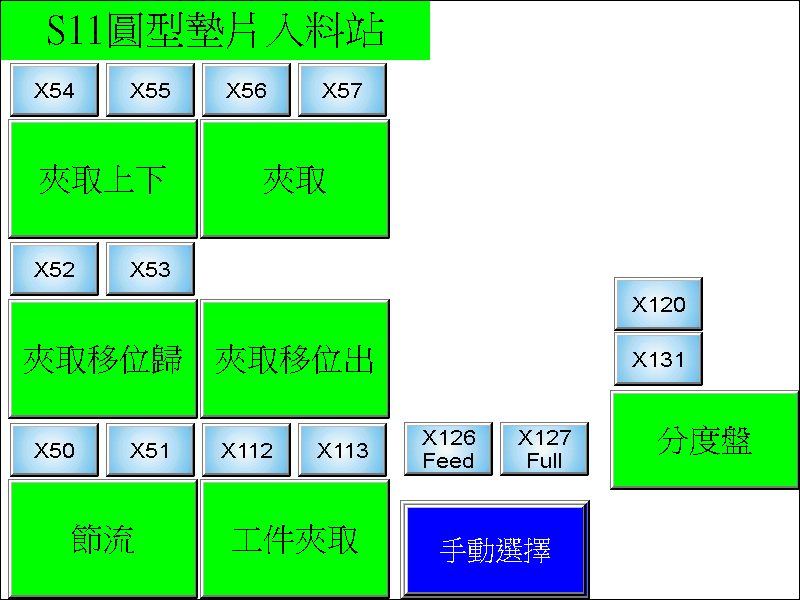 S11圓型墊片入料站
X54
X55
X56
X57
夾取上下
夾取
X52
X53
X120
X131
夾取移位歸
夾取移位出
分度盤
X50
X51
X112
X113
X126
Feed
X127
Full
節流
工件夾取
手動選擇